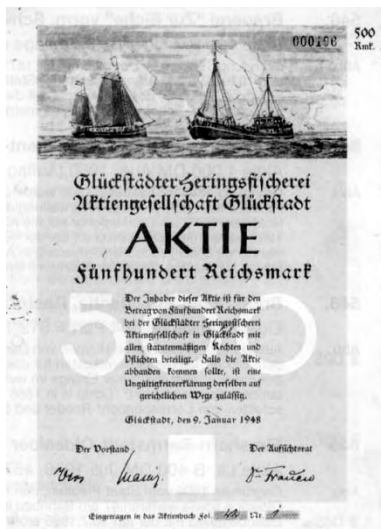 000196
500
Rmk.
Glückstädter Heringsfischerei
Aktiengesellschaft Glückstadt
AKTIE
Fünfhundert Reichsmark
500
Der Inhaber dieser Aktie ist für den
Betrag von Fünfhundert Reichsmark
bei der Glückstädter Heringsfischerei
Aktiengesellschaft in Glückstadt mit
allen statutenmäßigen Rechten und
Pflichten beteiligt. Falls die Aktie
abhanden kommen sollte, ist eine
Ungültigkeitserklärung derselben auf
gerichtlichem Wege zulässig.
Glückstadt, den 9. Januar 1948
Der Vorstand
Der Aufsichtsrat
Eingetragen in das Aktienbuch Fol. Nr. 1